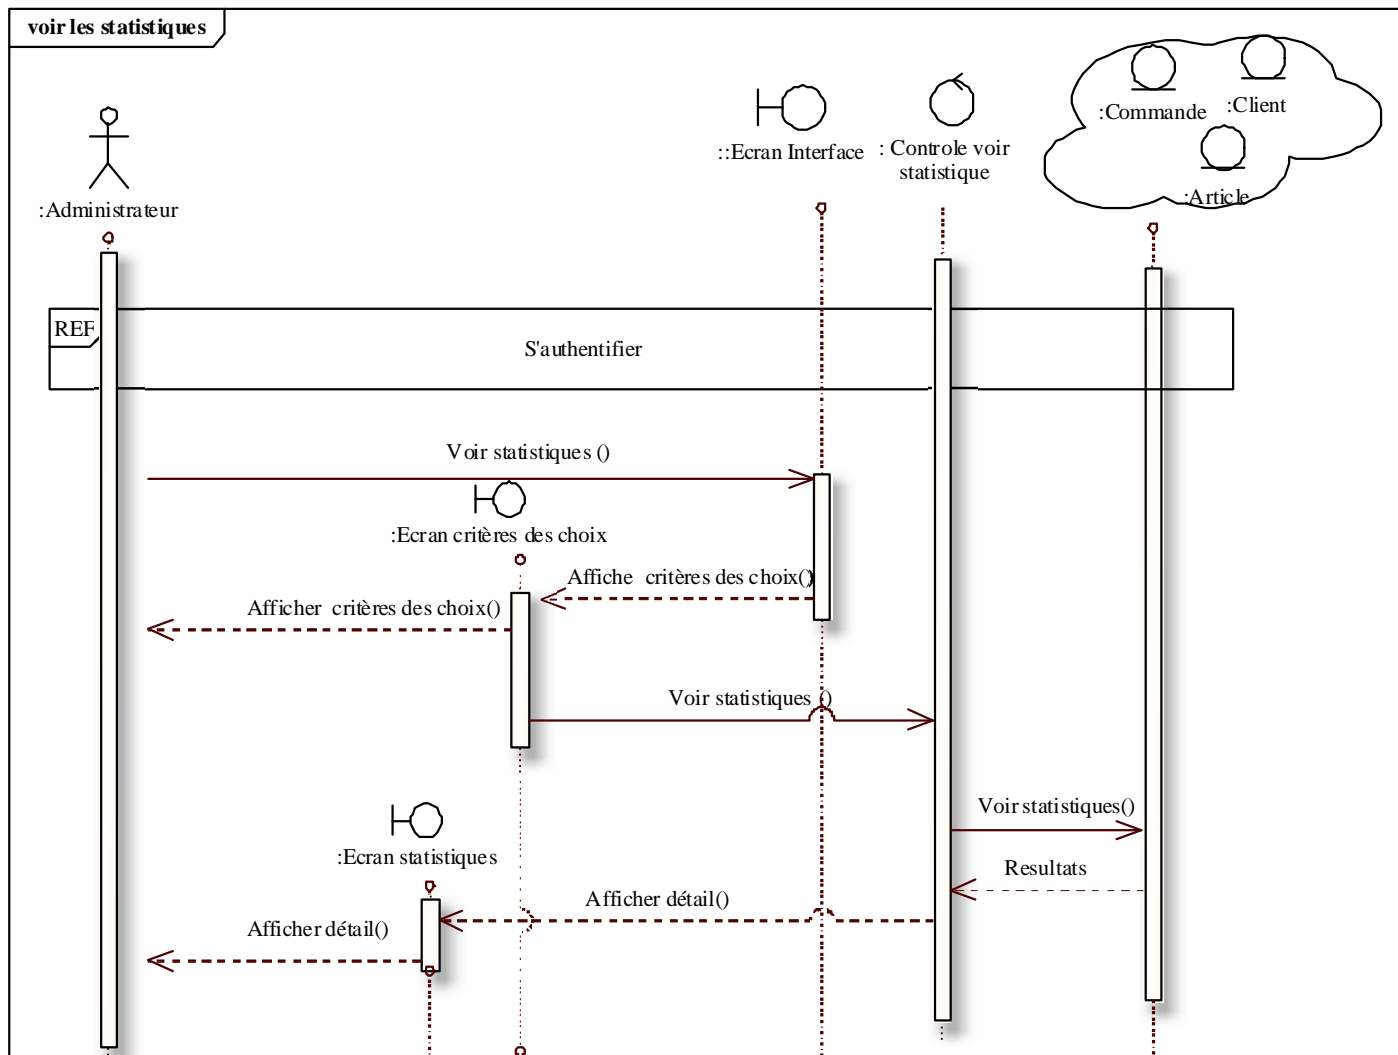 voir les statistiques
:Commande
:Client
::Ecran Interface
: Controle voir
statistique
:Article
:Administrateur
REF
S'authentifier
Voir statistiques ()
:Ecran critères des choix
Affiche critères des choix()
Afficher critères des choix()
Voir statistiques ()
Voir statistiques()
:Ecran statistiques
Resultats
Afficher détail()
Afficher détail()